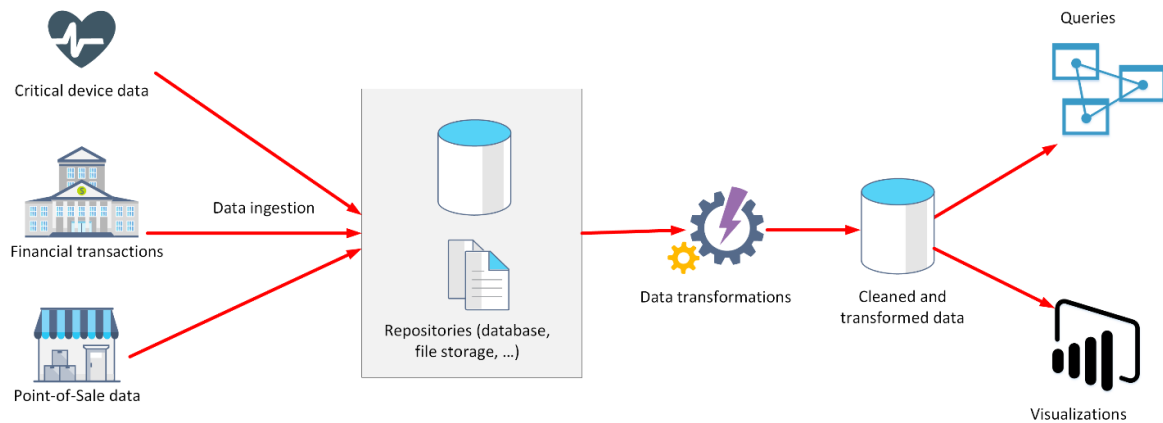 Queries
Critical device data
Data ingestion
Financial transactions
Data transformations
Cleaned and
transformed data
Repositories (database,
file storage, ...)
Point-of-Sale data
Visualizations